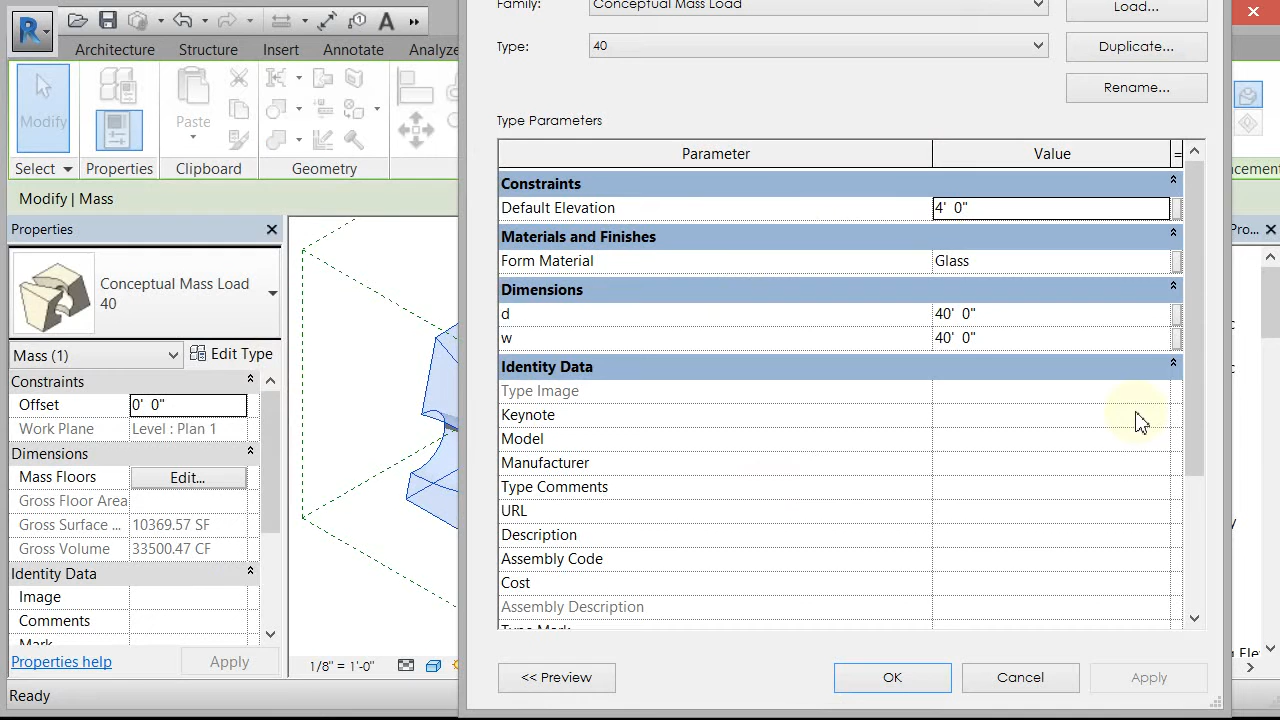 Family: Conceptual Mass Load Load...
Type: 40 Duplicate...
Rename...
Architecture Structure Insert Annotate Analyze
Modify Paste
Select Properties Clipboard Geometry
Modify | Mass
Properties
Conceptual Mass Load
40
Mass (1) Edit Type
Constraints
Offset 0' 0"
Work Plane Level : Plan 1
Dimensions
Mass Floors Edit...
Gross Floor Area
Gross Surface ... 10369.57 SF
Gross Volume 33500.47 CF
Identity Data
Image
Comments
Mark
Properties help Apply
1/8" = 1'-0"
Ready
Type Parameters
Parameter Value
=
Constraints
Default Elevation 4' 0"
Materials and Finishes
Form Material Glass
Dimensions
d 40' 0"
w 40' 0"
Identity Data
Type Image
Keynote
Model
Manufacturer
Type Comments
URL
Description
Assembly Code
Cost
Assembly Description
Type Mark
<< Preview OK Cancel Apply
Pro...